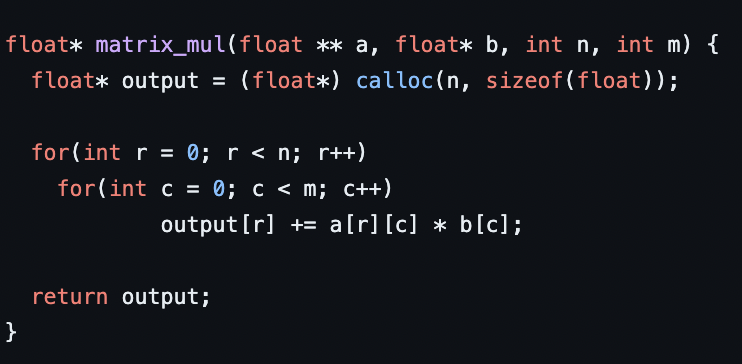 float* matrix_mul(float ** a, float* b, int n, int m) {
  float* output = (float*) calloc(n, sizeof(float));

  for(int r = 0; r < n; r++)
    for(int c = 0; c < m; c++)
            output[r] += a[r][c] * b[c];

  return output;
}